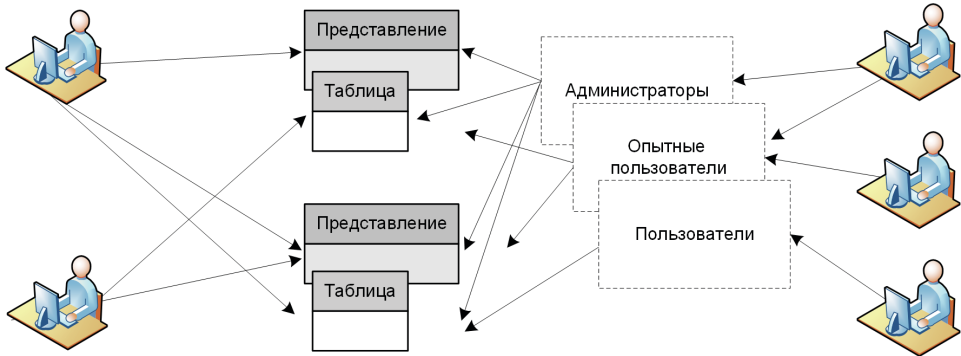 Представление
Таблица
Администраторы
Опытные
пользователи
Представление
Пользователи
Таблица